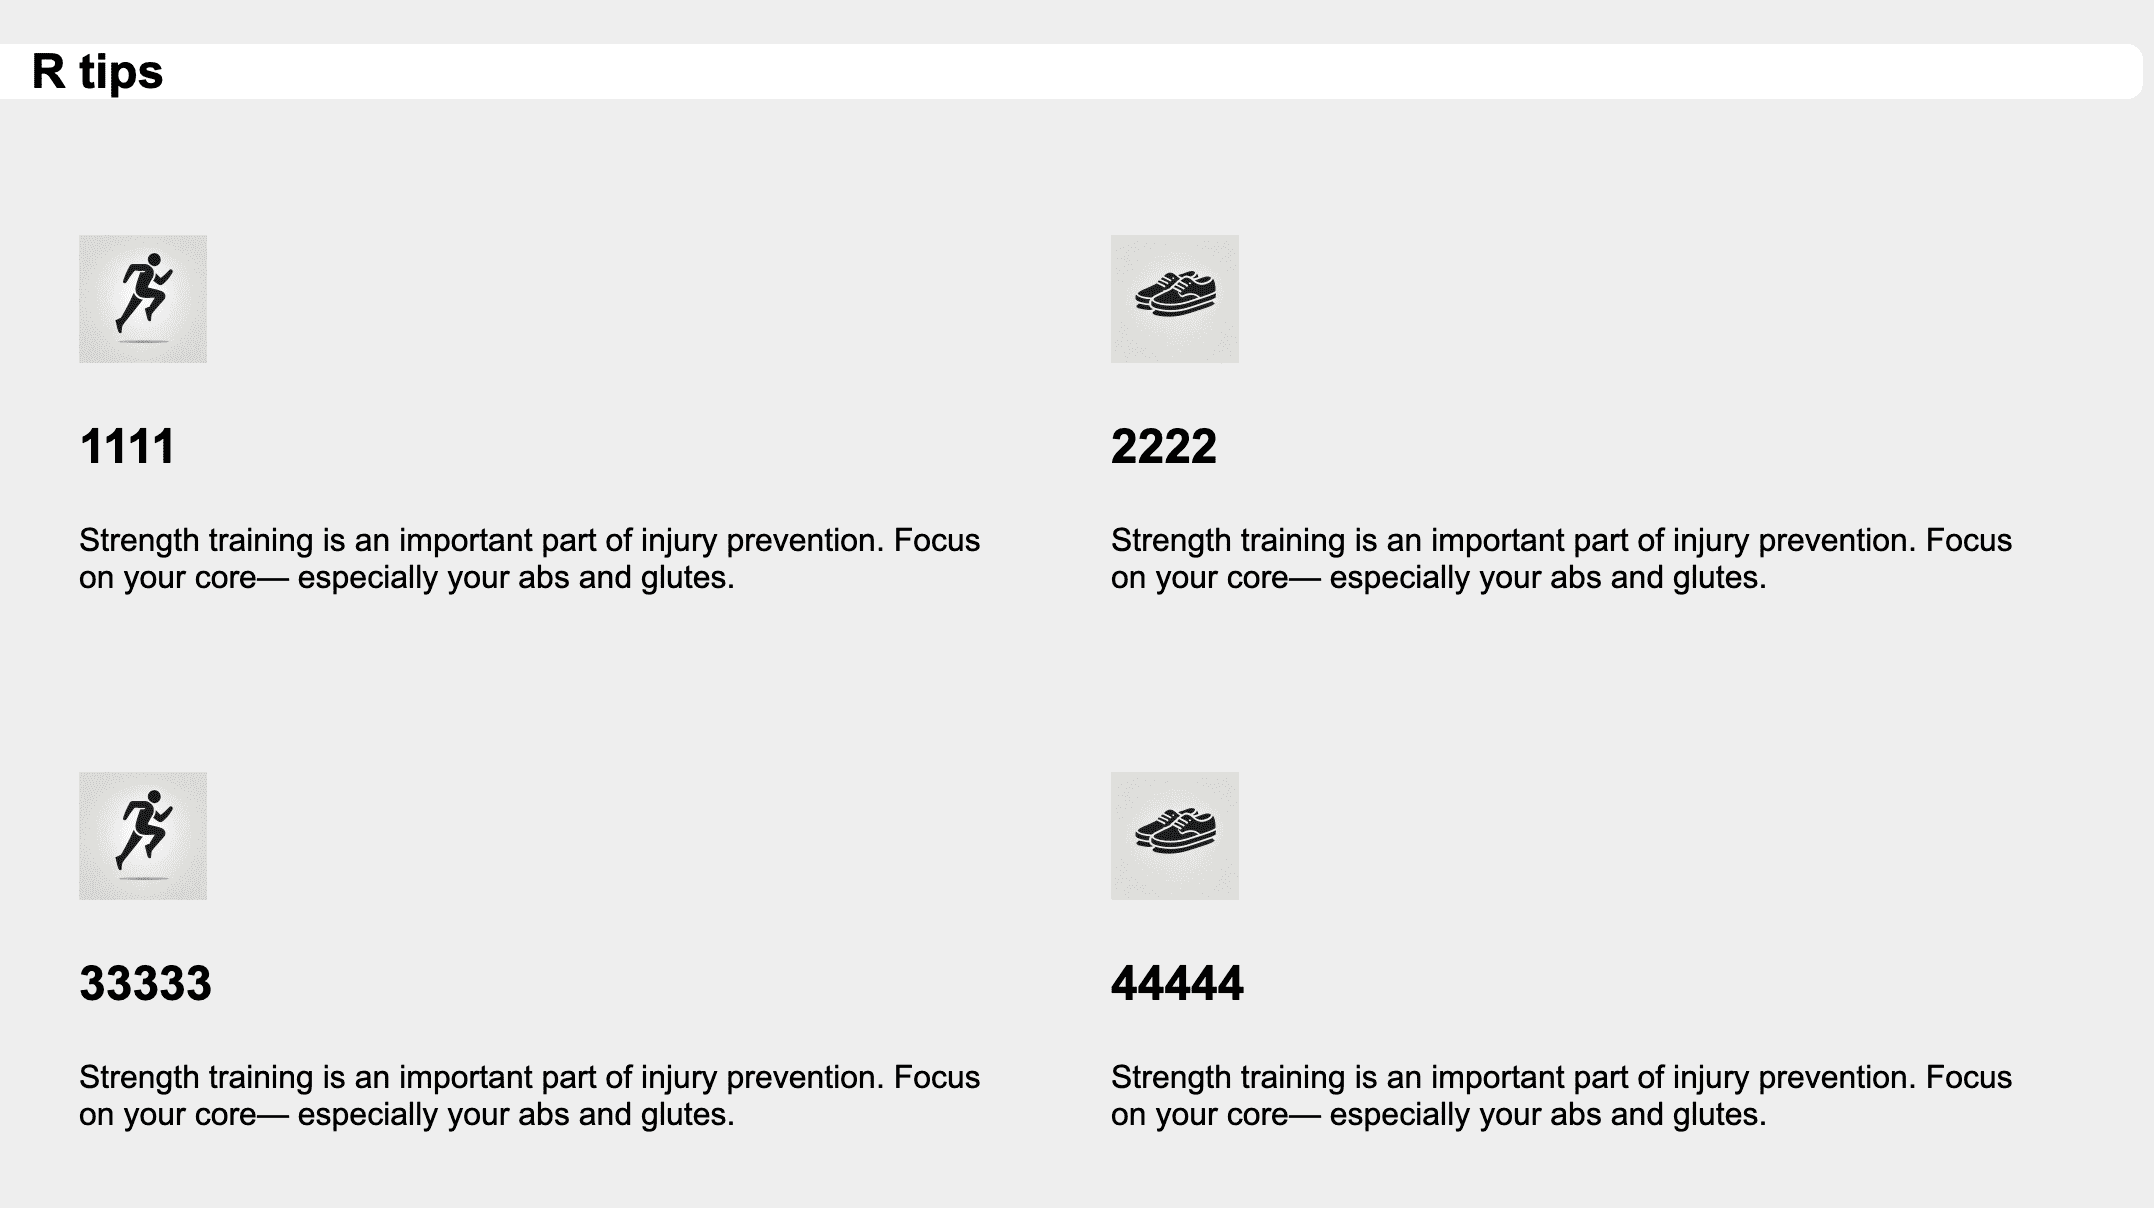 R tips
1111
Strength training is an important part of injury prevention. Focus
on your core— especially your abs and glutes.
2222
Strength training is an important part of injury prevention. Focus
on your core— especially your abs and glutes.
33333
Strength training is an important part of injury prevention. Focus
on your core— especially your abs and glutes.
44444
Strength training is an important part of injury prevention. Focus
on your core— especially your abs and glutes.